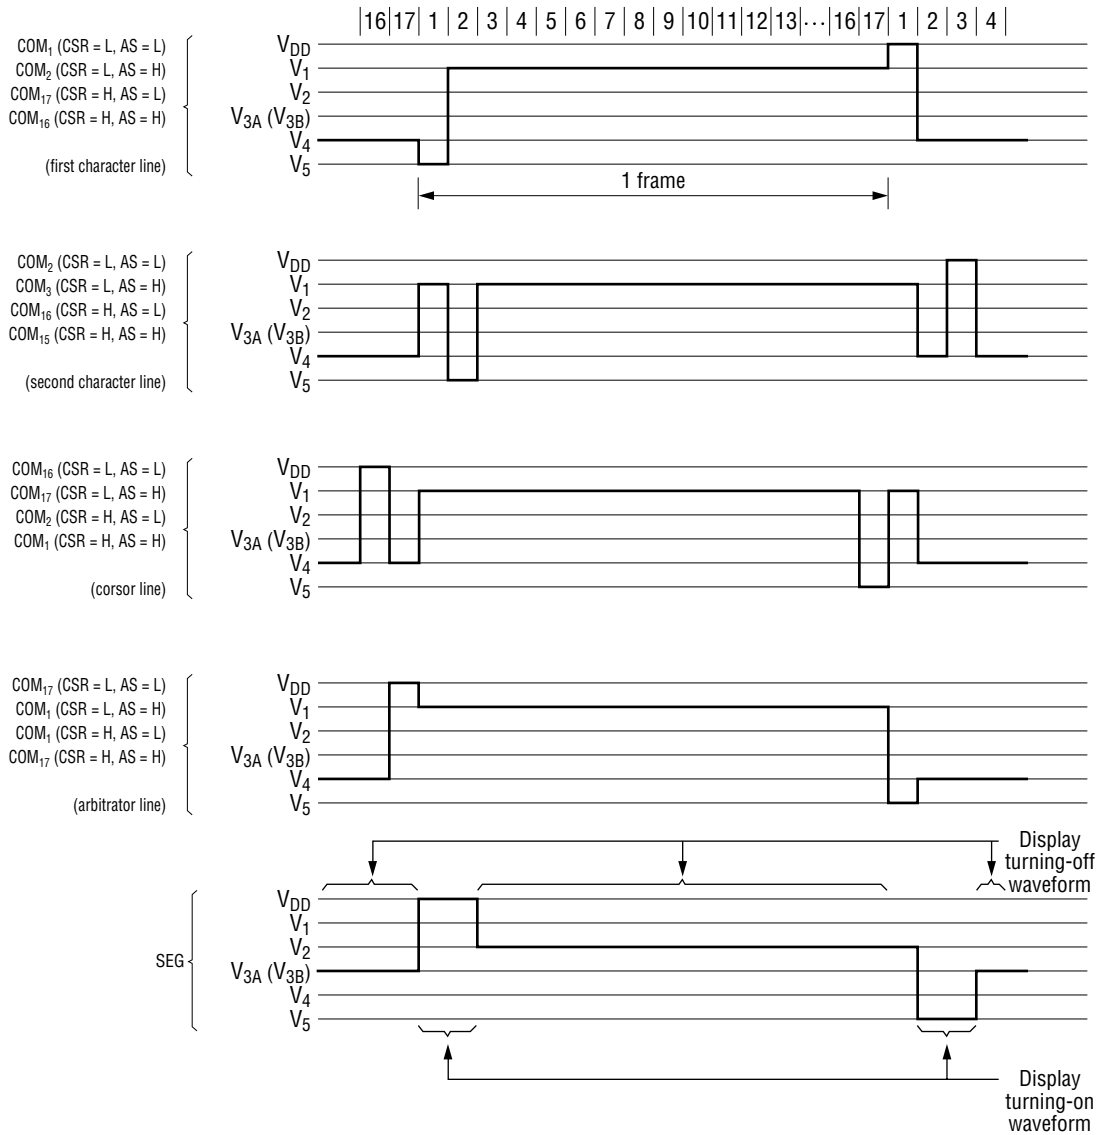 16 17 1 2 3 4 5 6 7 8 9 10 11 12 13 ... 16 17 1 2 3 4
COM1 (CSR = L, AS = L)
COM2 (CSR = L, AS = H)
COM17 (CSR = H, AS = L)
COM16 (CSR = H, AS = H)
(first character line)
VDD
V1
V2
V3A (V3B)
V4
V5
1 frame
COM2 (CSR = L, AS = L)
COM3 (CSR = L, AS = H)
COM16 (CSR = H, AS = L)
COM15 (CSR = H, AS = H)
(second character line)
VDD
V1
V2
V3A (V3B)
V4
V5
COM16 (CSR = L, AS = L)
COM17 (CSR = L, AS = H)
COM2 (CSR = H, AS = L)
COM1 (CSR = H, AS = H)
(corsor line)
VDD
V1
V2
V3A (V3B)
V4
V5
COM17 (CSR = L, AS = L)
COM1 (CSR = L, AS = H)
COM1 (CSR = H, AS = L)
COM17 (CSR = H, AS = H)
(arbitrator line)
VDD
V1
V2
V3A (V3B)
V4
V5
Display
turning-off
waveform
SEG
VDD
V1
V2
V3A (V3B)
V4
V5
Display
turning-on
waveform